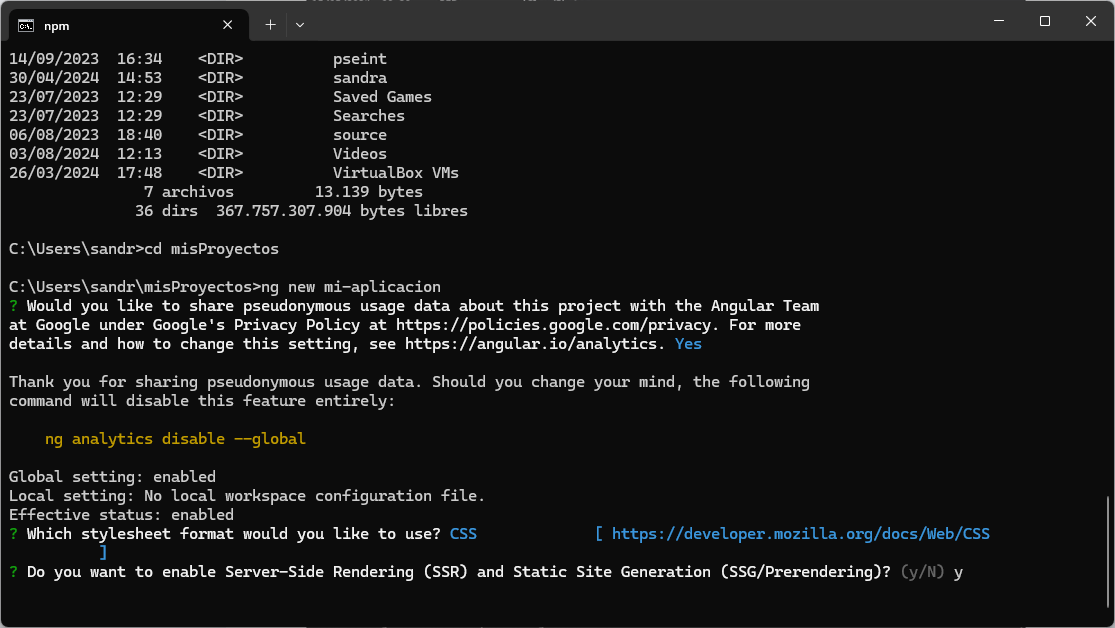 npm
14/09/2023  16:34    <DIR>          pseint
30/04/2024  14:53    <DIR>          sandra
23/07/2023  12:29    <DIR>          Saved Games
23/07/2023  12:29    <DIR>          Searches
06/08/2023  18:40    <DIR>          source
03/08/2024  12:13    <DIR>          Videos
26/03/2024  17:48    <DIR>          VirtualBox VMs
               7 archivos         13.139 bytes
              36 dirs  367.757.307.904 bytes libres
C:\Users\sandr>cd misProyectos
C:\Users\sandr\misProyectos>ng new mi-aplicacion
? Would you like to share pseudonymous usage data about this project with the Angular Team
at Google under Google's Privacy Policy at https://policies.google.com/privacy. For more
details and how to change this setting, see https://angular.io/analytics. Yes
Thank you for sharing pseudonymous usage data. Should you change your mind, the following
command will disable this feature entirely:
    ng analytics disable --global
Global setting: enabled
Local setting: No local workspace configuration file.
Effective status: enabled
? Which stylesheet format would you like to use? CSS             [ https://developer.mozilla.org/docs/Web/CSS
          ]
? Do you want to enable Server-Side Rendering (SSR) and Static Site Generation (SSG/Prerendering)? (y/N) y